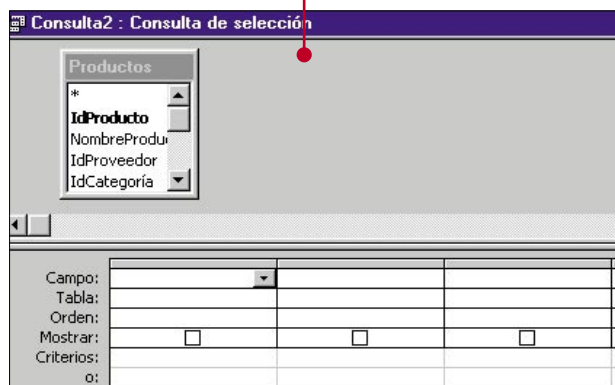 Consulta2 : Consulta de selección
Productos
*
IdProducto
NombreProdu
IdProveedor
IdCategoría
Campo:
Tabla:
Orden:
Mostrar:
Criterios:
o: